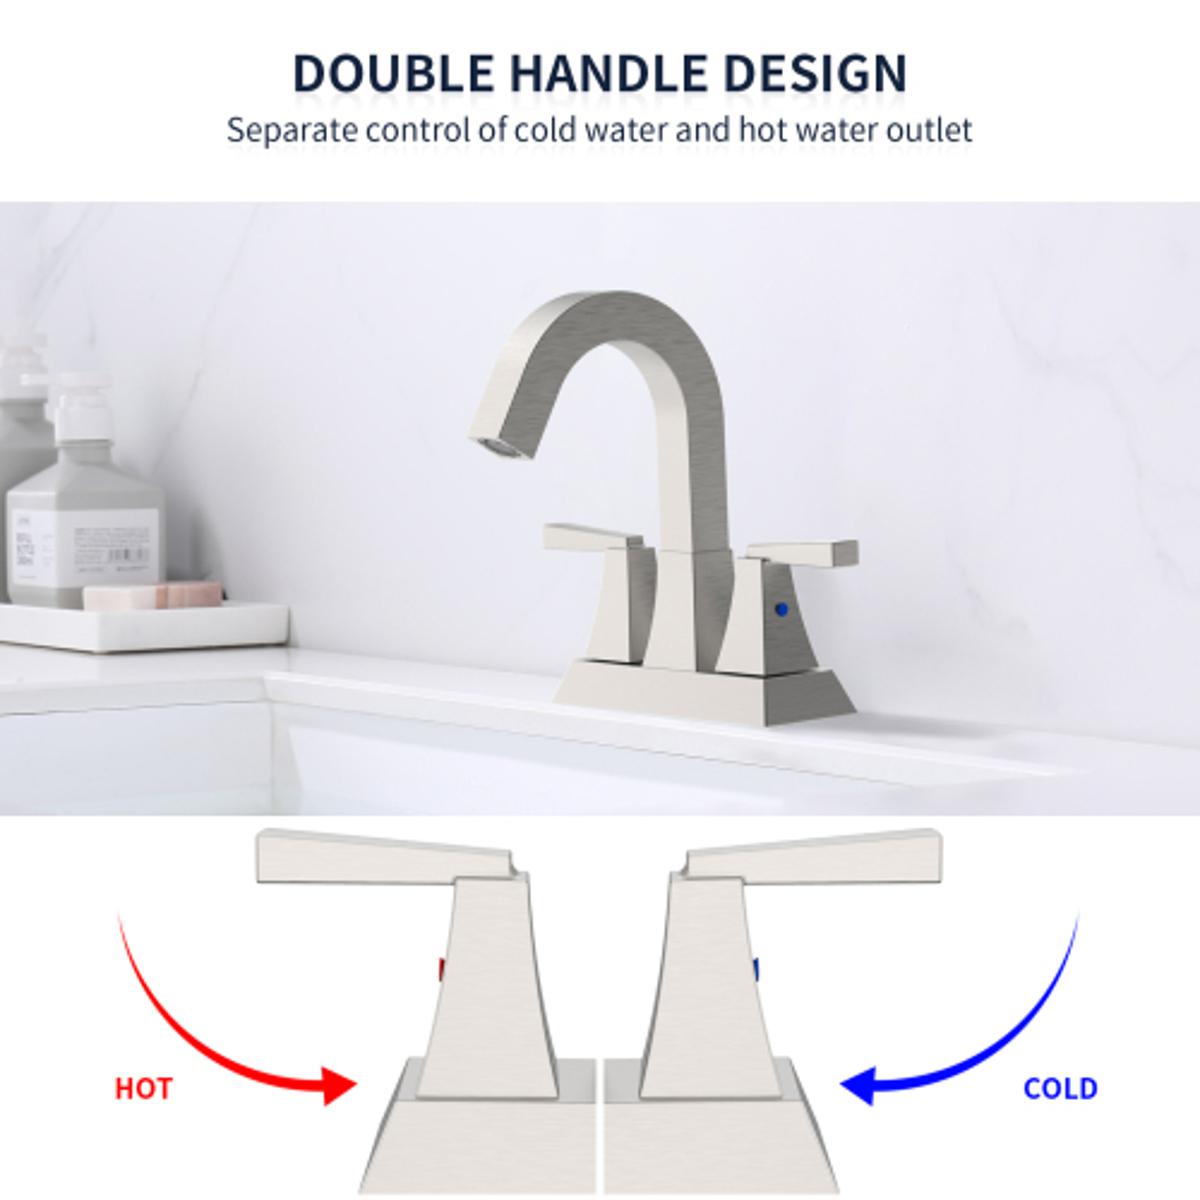 DOUBLE HANDLE DESIGN
Separate control of cold water and hot water outlet
HOT
COLD